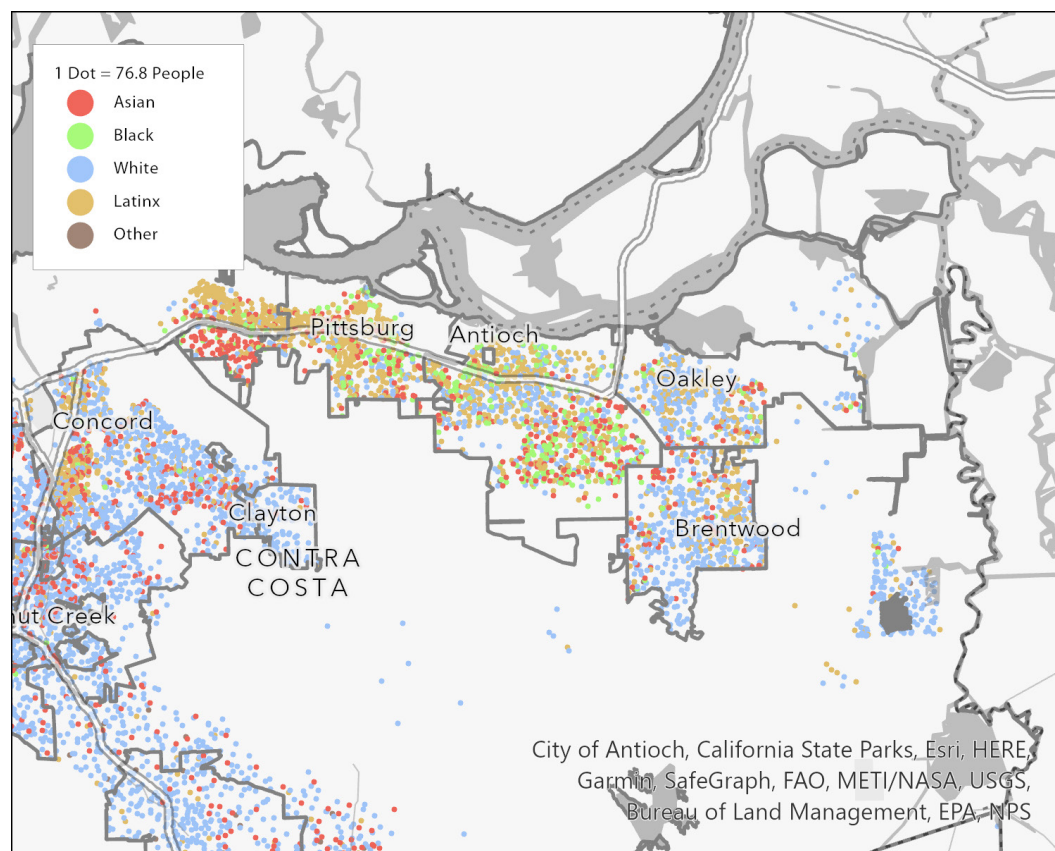 1 Dot = 76.8 People
Asian
Black
White
Latinx
Other
Pittsburg
Antioch
Oakley
Concord
Clayton
Brentwood
CONTRA
COSTA
nut Creek
City of Antioch, California State Parks, Esri, HERE,
Garmin, SafeGraph, FAO, METI/NASA, USGS,
Bureau of Land Management, EPA, NPS